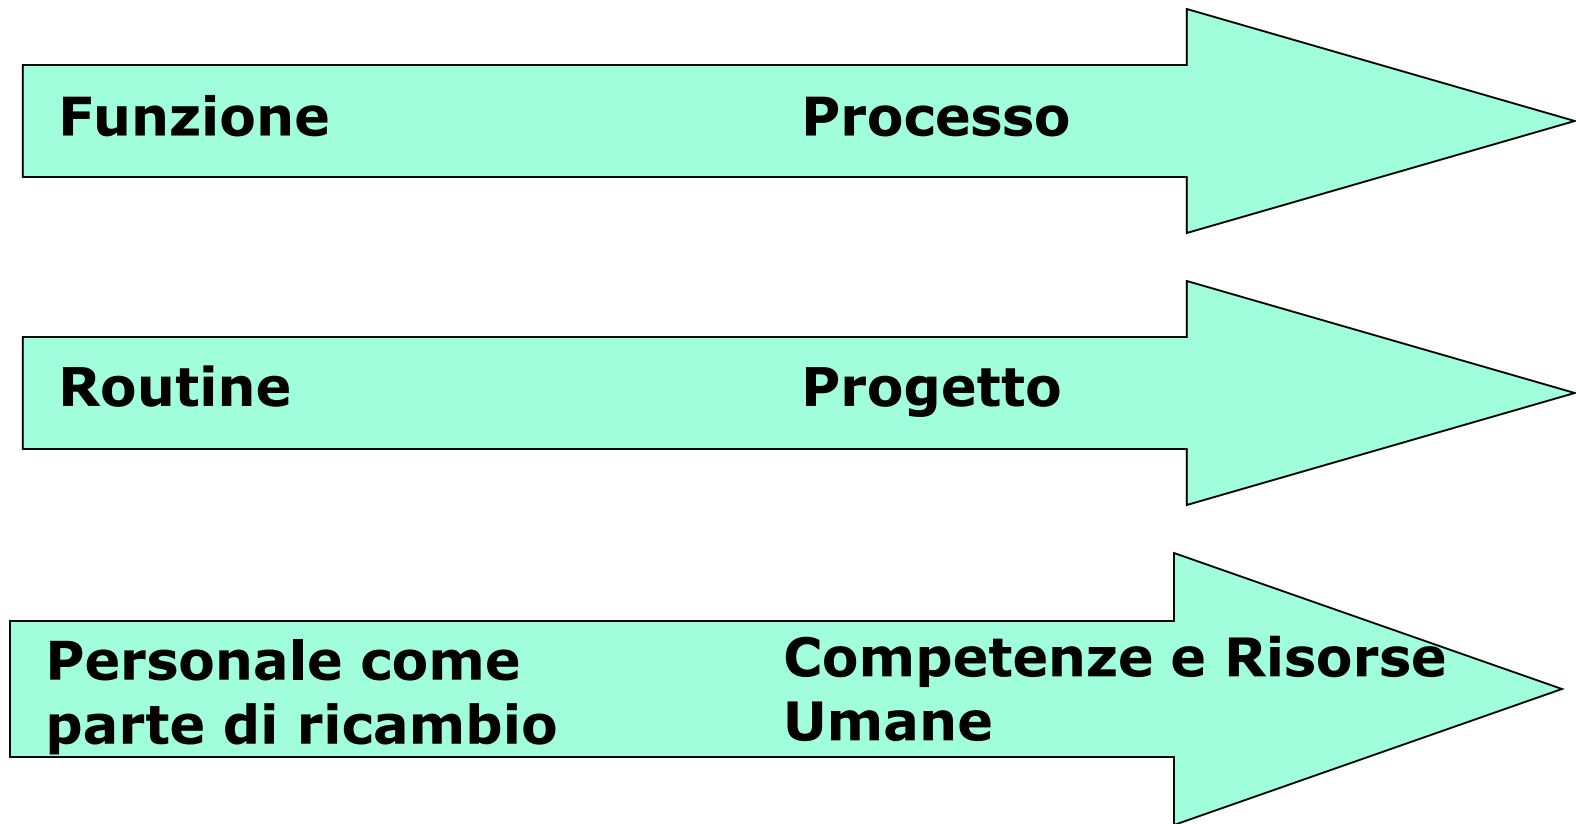 Funzione Processo
Routine Progetto
Personale come
parte di ricambio
Competenze e Risorse
Umane